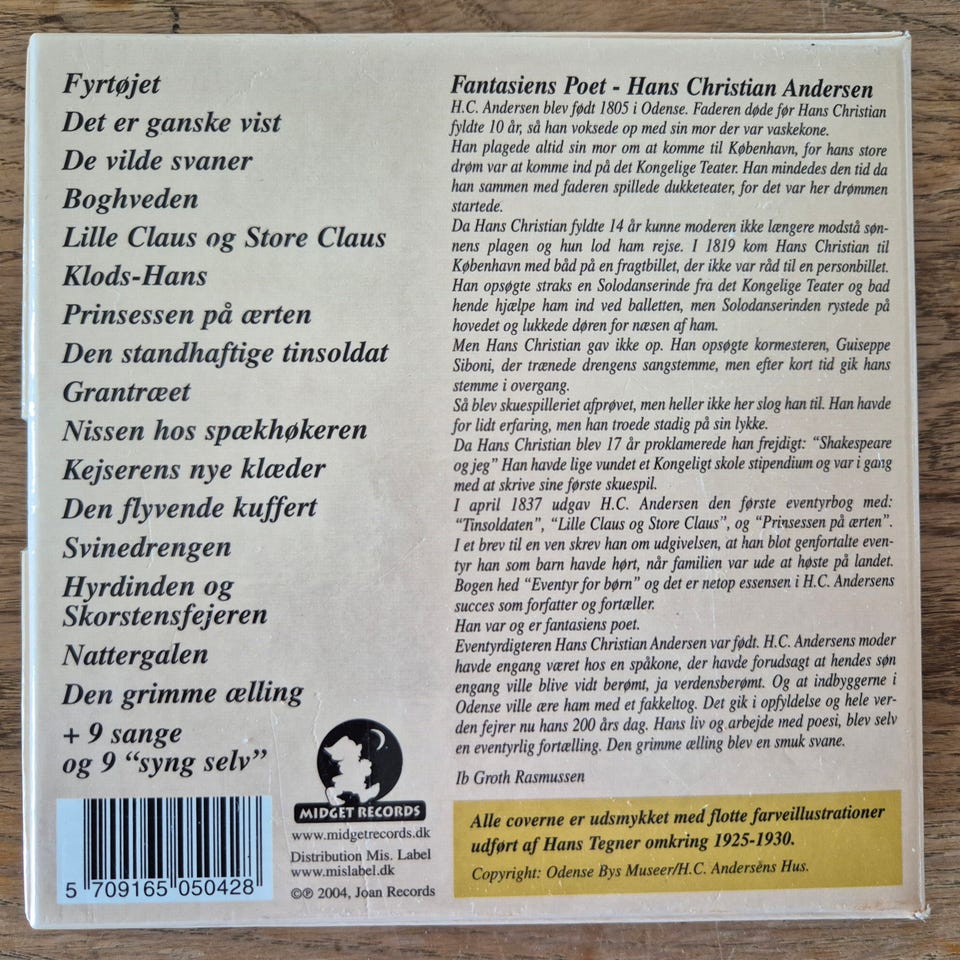 Fyrtøjet
Det er ganske vist
De vilde svaner
Boghveden
Lille Claus og Store Claus
Klods-Hans
Prinsessen på ærten
Den standhaftige tinsoldat
Grantræet
Nissen hos spækhøkeren
Kejserens nye klæder
Den flyvende kuffert
Svinedrengen
Hyrdinden og
Skorstensfejeren
Nattergalen
Den grimme ælling
+ 9 sange
og 9 “syng selv”
5 709165 050428
MIDGET RECORDS
www.midgetrecords.dk
Distribution Mis. Label
www.mislabel.dk
©℗ 2004, Joan Records
Fantasiens Poet - Hans Christian Andersen
H.C. Andersen blev født 1805 i Odense. Faderen døde før Hans Christian
fyldte 10 år, så han voksede op med sin mor der var vaskekone.
Han plagede altid sin mor om at komme til København, for hans store
drøm var at komme ind på det Kongelige Teater. Han mindedes den tid da
han sammen med faderen spillede dukketeater, for det var her drømmen
startede.
Da Hans Christian fyldte 14 år kunne moderen ikke længere modstå søn-
nens plagen og hun lod ham rejse. I 1819 kom Hans Christian til
København med båd på en fragtbillet, der ikke var råd til en personbillet.
Han opsøgte straks en Solodanserinde fra det Kongelige Teater og bad
hende hjælpe ham ind ved balletten, men Solodanserinden rystede på
hovedet og lukkede døren for næsen af ham.
Men Hans Christian gav ikke op. Han opsøgte kormesteren, Guiseppe
Siboni, der trænede drengens sangstemme, men efter kort tid gik hans
stemme i overgang.
Så blev skuespilleriet afprøvet, men heller ikke her slog han til. Han havde
for lidt erfaring, men han troede stadig på sin lykke.
Da Hans Christian blev 17 år proklamerede han frejdigt: “Shakespeare
og jeg” Han havde lige vundet et Kongeligt skole stipendium og var i gang
med at skrive sine første skuespil.
I april 1837 udgav H.C. Andersen den første eventyrbog med:
“Tinsoldaten”, “Lille Claus og Store Claus”, og “Prinsessen på ærten”.
I et brev til en ven skrev han om udgivelsen, at han blot genfortalte even-
tyr han som barn havde hørt, når familien var ude at høste på landet.
Bogen hed “Eventyr for børn” og det er netop essensen i H.C. Andersens
succes som forfatter og fortæller.
Han var og er fantasiens poet.
Eventyrdigteren Hans Christian Andersen var født. H.C. Andersens moder
havde engang været hos en spåkone, der havde forudsagt at hendes søn
engang ville blive vidt berømt, ja verdensberømt. Og at indbyggerne i
Odense ville ære ham med et fakkeltog. Det gik i opfyldelse og hele ver-
den fejrer nu hans 200 års dag. Hans liv og arbejde med poesi, blev selv
en eventyrlig fortælling. Den grimme ælling blev en smuk svane.
Ib Groth Rasmussen
Alle coverne er udsmykket med flotte farveillustrationer
udført af Hans Tegner omkring 1925-1930.
Copyright: Odense Bys Museer/H.C. Andersens Hus.